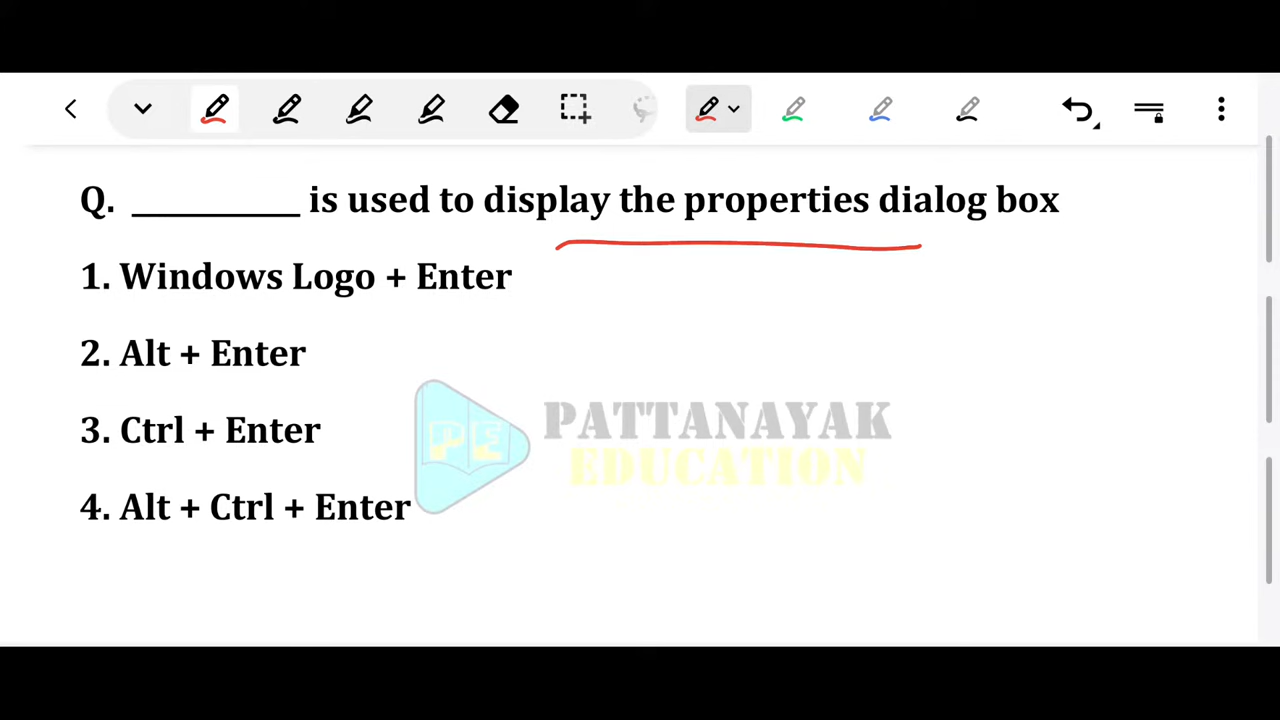 Q. __________ is used to display the properties dialog box
1. Windows Logo + Enter
2. Alt + Enter
3. Ctrl + Enter
4. Alt + Ctrl + Enter
PE
PATTANAYAK
EDUCATION